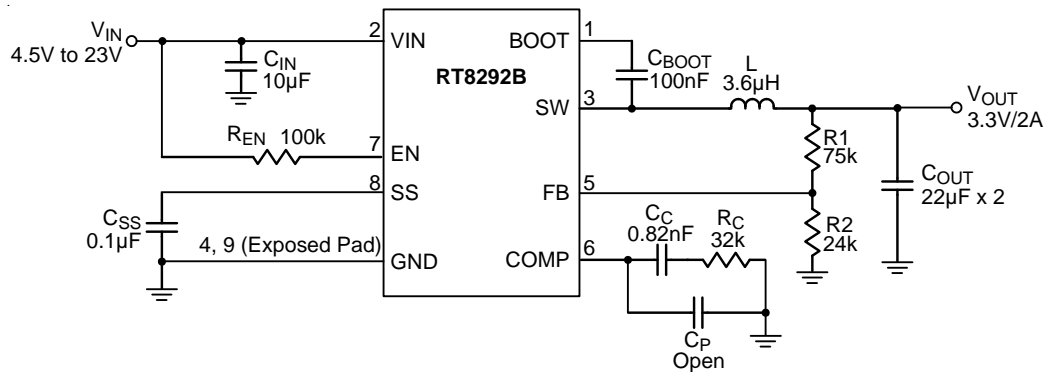 VIN
4.5V to 23V
CIN
10µF
REN 100k
CSS
0.1µF
4, 9 (Exposed Pad)
2
7
8
VIN
EN
SS
GND
RT8292B
BOOT
SW
FB
COMP
1
3
5
6
CBOOT
100nF
L
3.6µH
VOUT
3.3V/2A
R1
75k
COUT
22µF x 2
R2
24k
CC
0.82nF
RC
32k
CP
Open